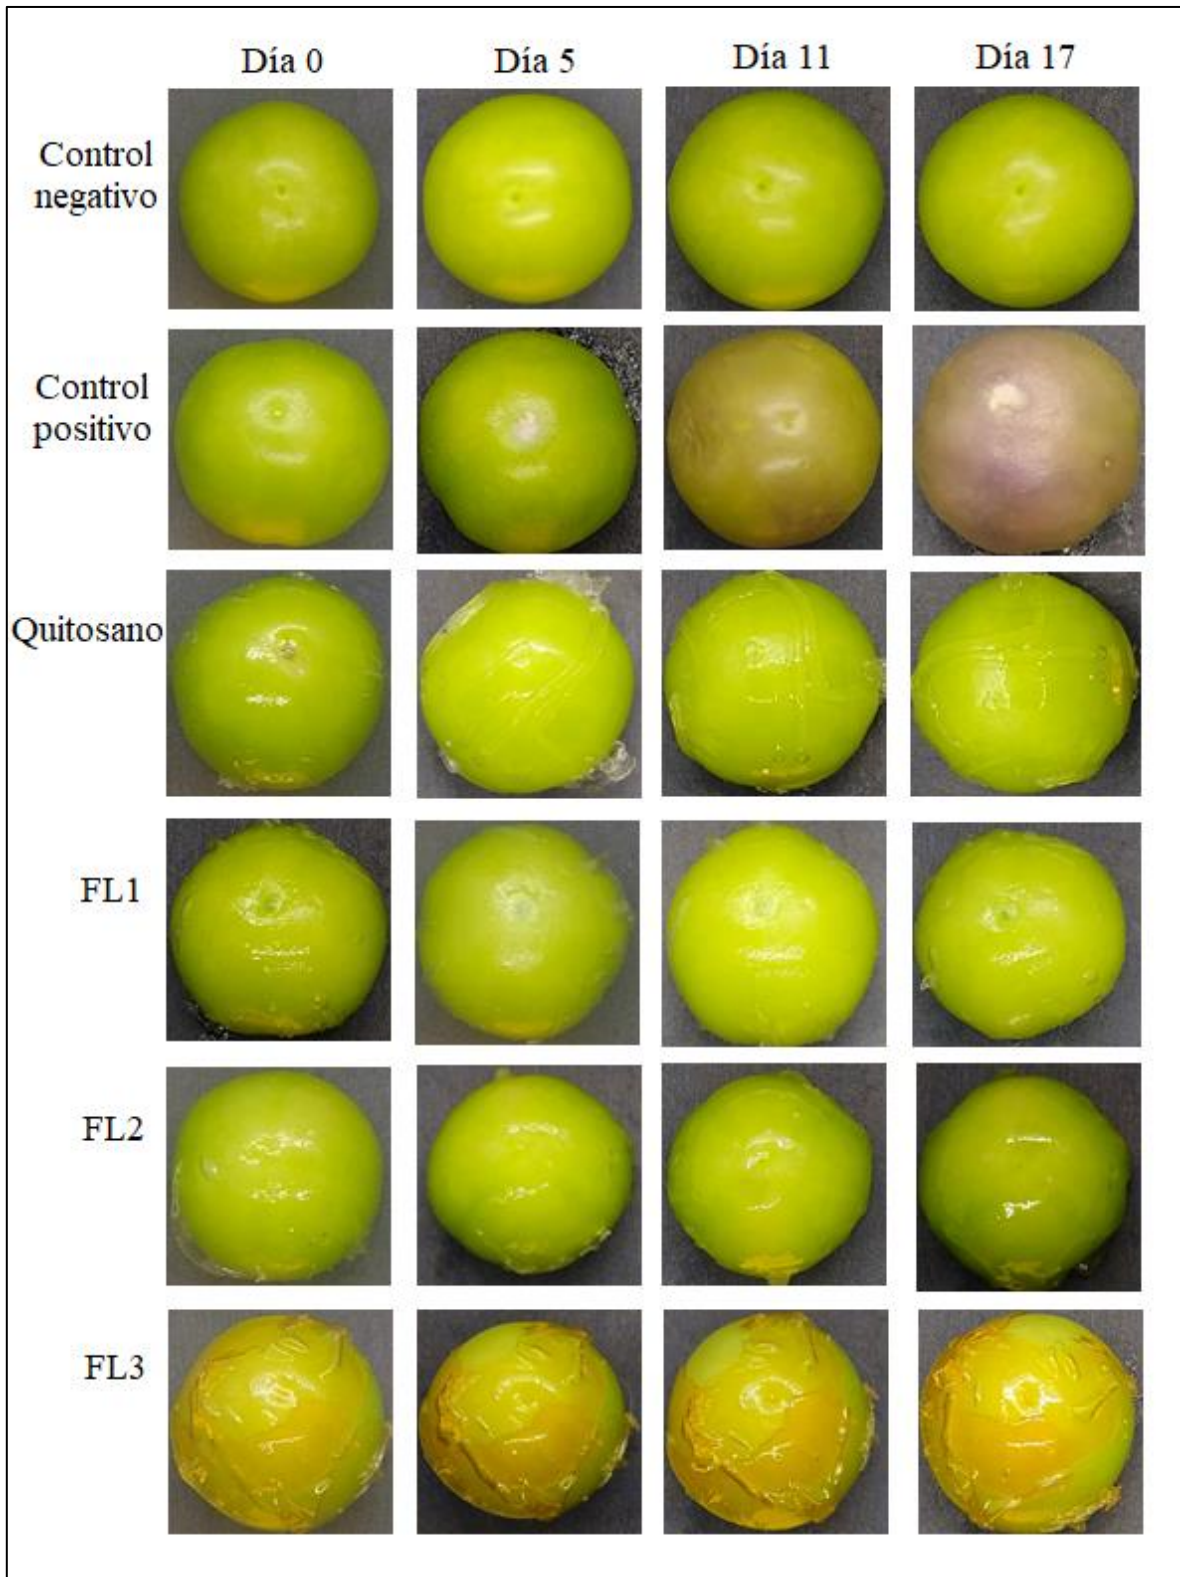 Día 0
Día 5
Día 11
Día 17
Control
negativo
Control
positivo
Quitosano
FL1
FL2
FL3